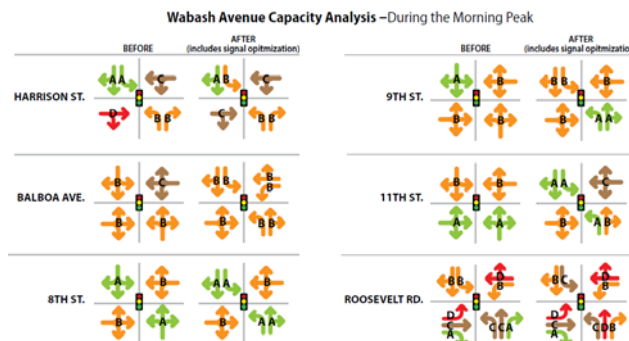 Wabash Avenue Capacity Analysis –During the Morning Peak
BEFORE
AFTER
(includes signal opitmization)
HARRISON ST.
A A C
D B B
A B C
C B B
BALBOA AVE.
B C
B B
B B B
B
B B B
8TH ST.
A B
B A
A A B
B A A
BEFORE
AFTER
(includes signal opitmizatio
9TH ST.
A B
B B
B B B
B A A
11TH ST.
B B
A A
A A C
B A B
ROOSEVELT RD.
B B D
B
D
C C C A
A
B C D
B
D
C C D B
A